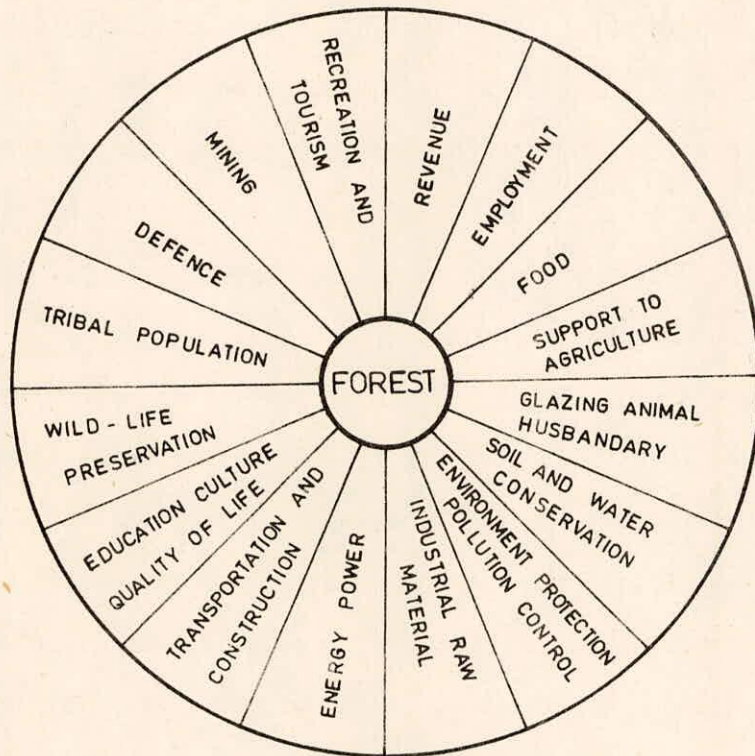 RECREATION AND
TOURISM
REVENUE
EMPLOYMENT
FOOD
SUPPORT TO
AGRICULTURE
GLAZING ANIMAL
HUSBANDARY
SOIL AND WATER
CONSERVATION
ENVIRONMENT PROTECTION
POLLUTION CONTROL
INDUSTRIAL RAW
MATERIAL
ENERGY POWER
TRANSPORTATION AND
CONSTRUCTION
EDUCATION CULTURE
QUALITY OF LIFE
WILD - LIFE
PRESERVATION
TRIBAL POPULATION
DEFENCE
MINING
FOREST